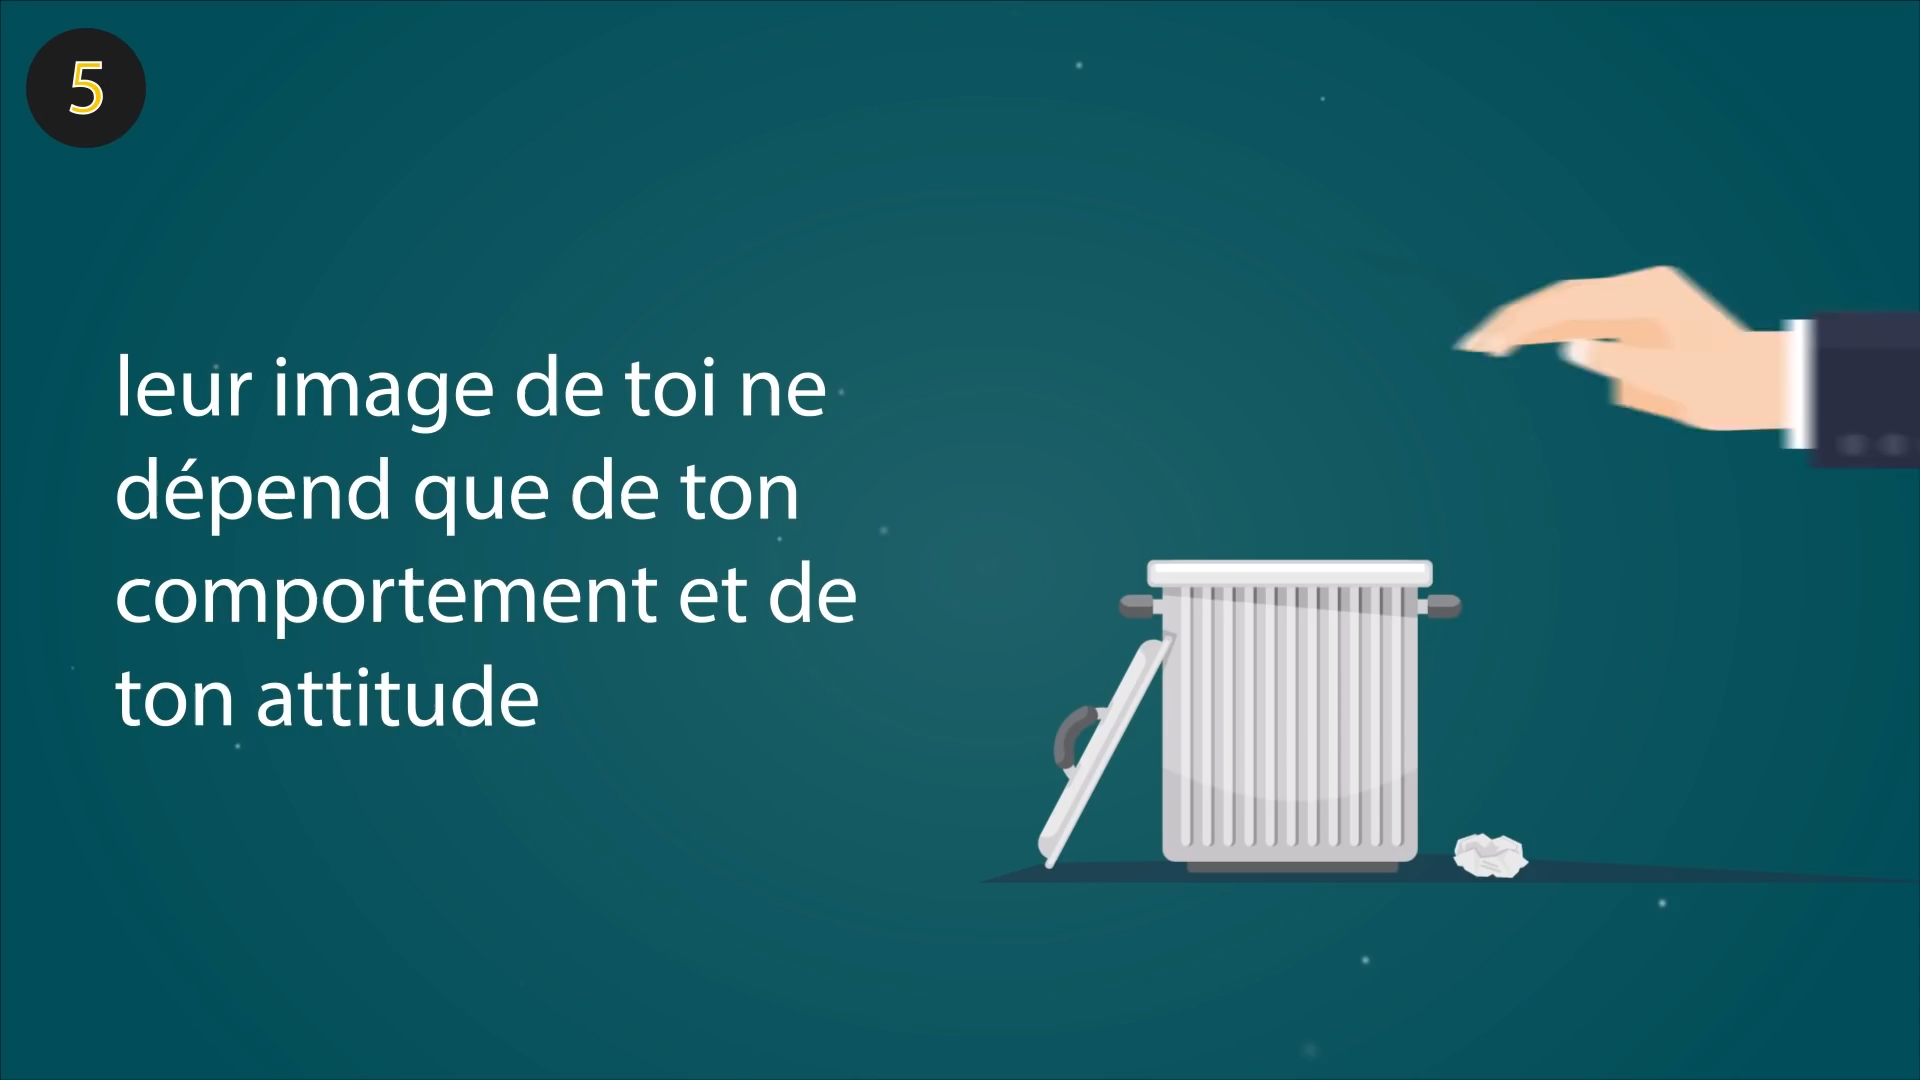 5
leur image de toi ne
dépend que de ton
comportement et de
ton attitude